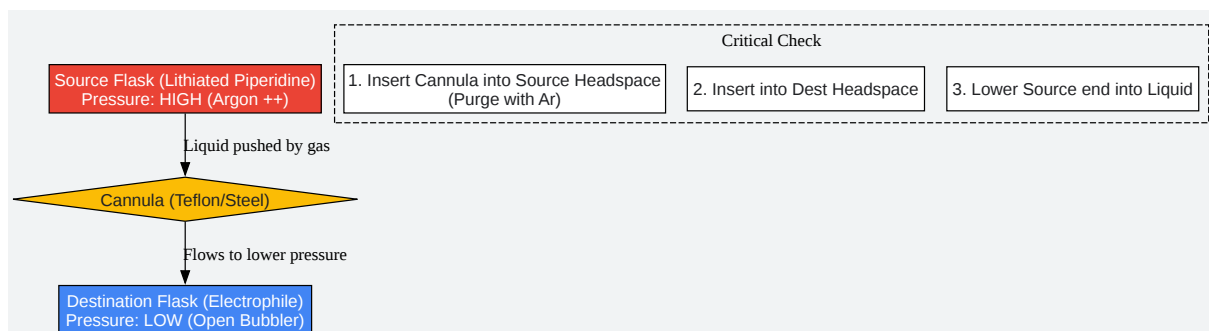 Critical Check
Source Flask (Lithiated Piperidine)
Pressure: HIGH (Argon ++)
1. Insert Cannula into Source Headspace
(Purge with Ar)
2. Insert into Dest Headspace
3. Lower Source end into Liquid
Liquid pushed by gas
Cannula (Teflon/Steel)
Flows to lower pressure
Destination Flask (Electrophile)
Pressure: LOW (Open Bubbler)